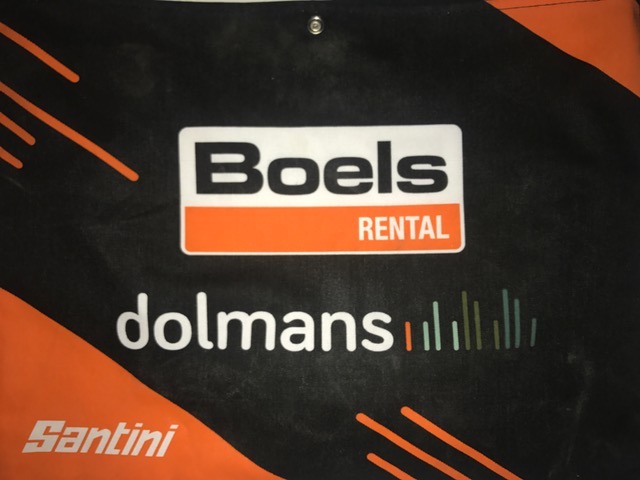 Boels
RENTAL
dolmans
Santini